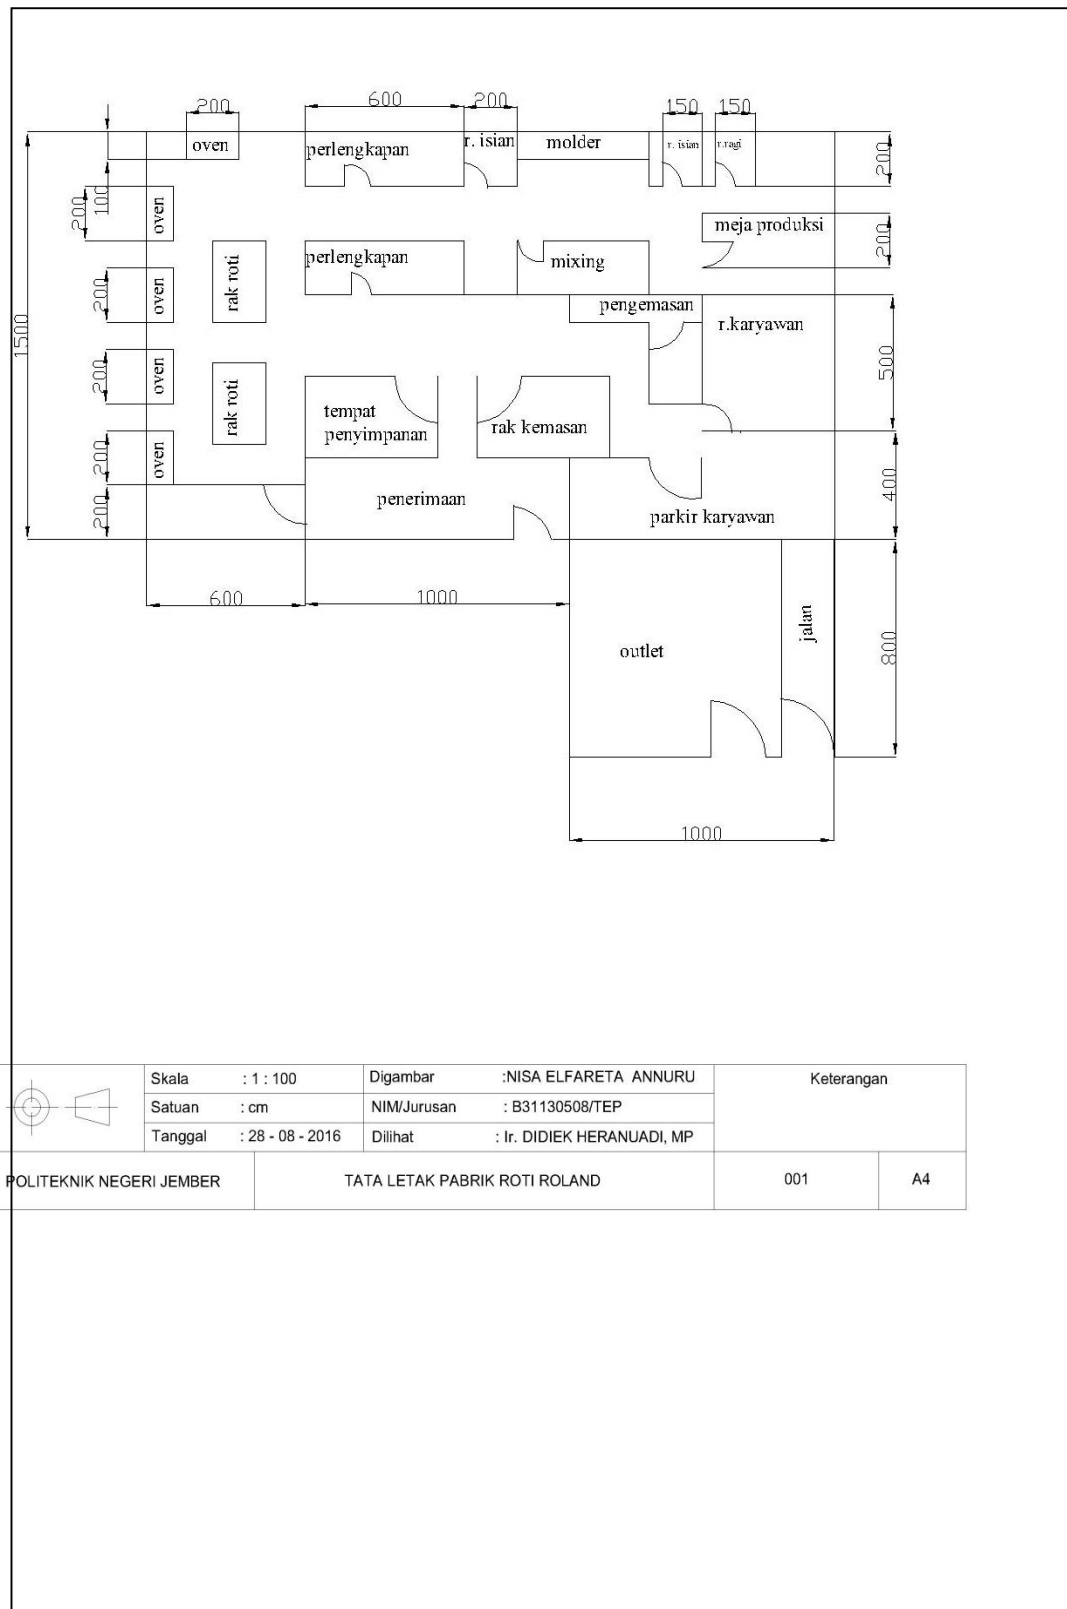 200
600
200
150
150
oven
perlengkapan
r. isian
molder
r. isian
r.ragi
200
100
200
oven
meja produksi
200
perlengkapan
mixing
rak roti
200
oven
pengemasan
r.karyawan
1500
500
200
oven
rak roti
tempat
penyimpanan
rak kemasan
200
oven
400
penerimaan
parkir karyawan
200
600
1000
outlet
jalan
800
1000
Skala : 1 : 100
Digambar :NISA ELFARETA ANNURU
Keterangan
Satuan : cm
NIM/Jurusan : B31130508/TEP
Tanggal : 28 - 08 - 2016
Dilihat : Ir. DIDIEK HERANUADI, MP
POLITEKNIK NEGERI JEMBER
TATA LETAK PABRIK ROTI ROLAND
001
A4